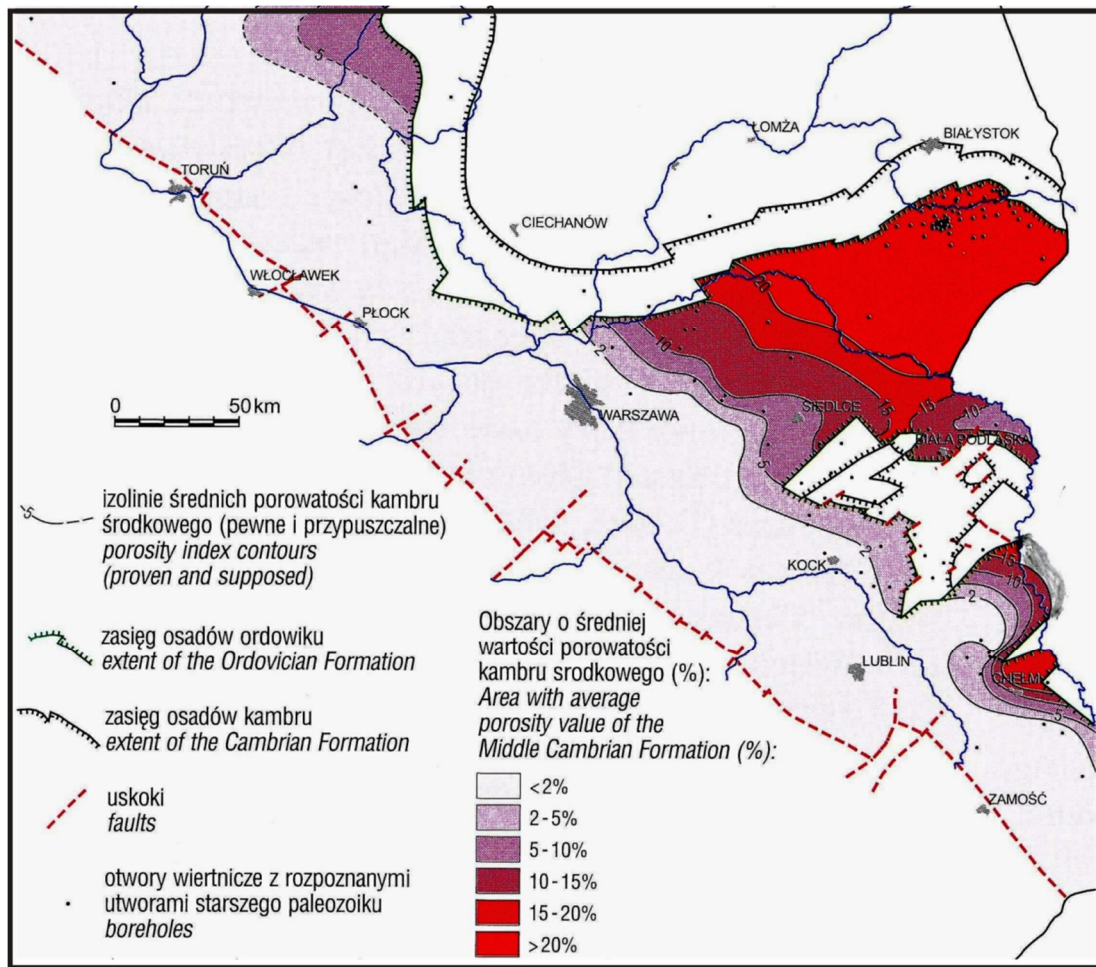 5
ŁOMŻA
BIAŁYSTOK
TORUŃ
CIECHANÓW
WŁOCŁAWEK
PŁOCK
20
2
10
0 50 km
WARSZAWA
SIEDLCE
15
15
10
BIAŁA PODLASKA
5
5
izolinie średnich porowatości kambru
środkowego (pewne i przypuszczalne)
porosity index contours
(proven and supposed)
2
KOCK
15
10
2
zasięg osadów ordowiku
extent of the Ordovician Formation
LUBLIN
CHEŁM
5
zasięg osadów kambru
extent of the Cambrian Formation
uskoki
faults
ZAMOŚĆ
otwory wiertnicze z rozpoznanymi
utworami starszego paleozoiku
boreholes
Obszary o średniej
wartości porowatości
kambru srodkowego (%):
Area with average
porosity value of the
Middle Cambrian Formation (%):
<2%
2-5%
5-10%
10-15%
15-20%
>20%